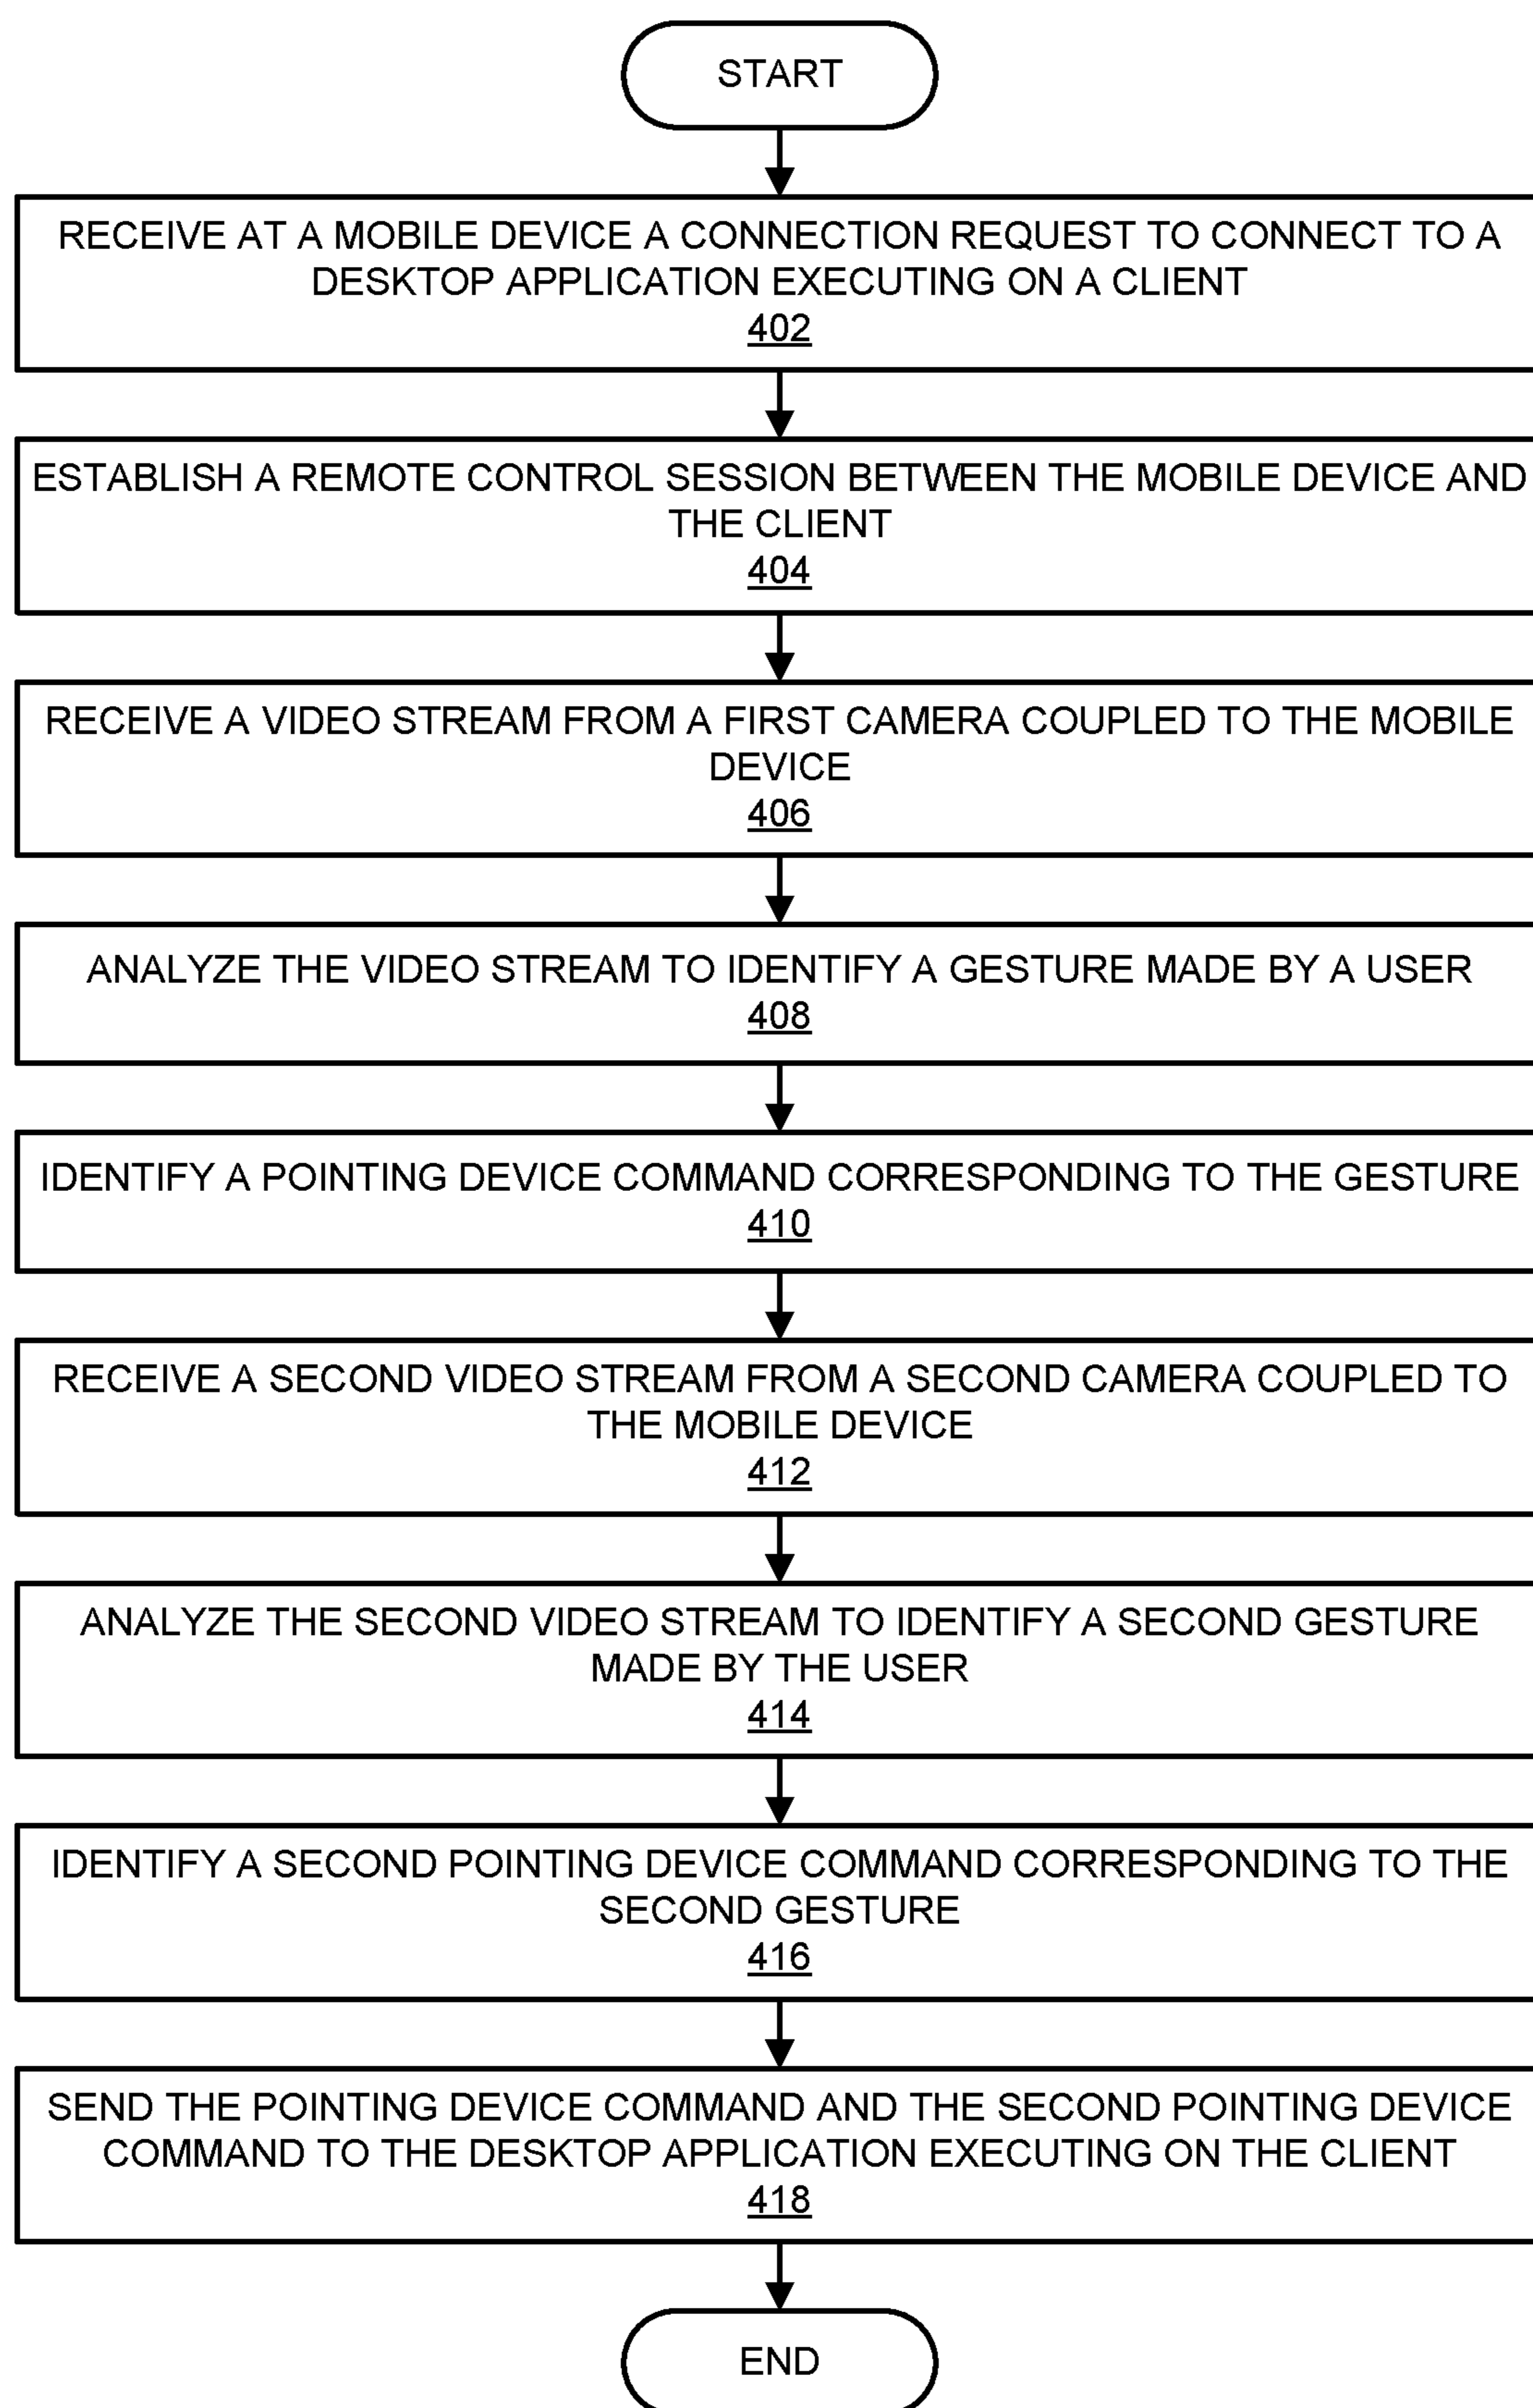 START
RECEIVE AT A MOBILE DEVICE A CONNECTION REQUEST TO CONNECT TO A
DESKTOP APPLICATION EXECUTING ON A CLIENT
402
ESTABLISH A REMOTE CONTROL SESSION BETWEEN THE MOBILE DEVICE AND
THE CLIENT
404
RECEIVE A VIDEO STREAM FROM A FIRST CAMERA COUPLED TO THE MOBILE
DEVICE
406
ANALYZE THE VIDEO STREAM TO IDENTIFY A GESTURE MADE BY A USER
408
IDENTIFY A POINTING DEVICE COMMAND CORRESPONDING TO THE GESTURE
410
RECEIVE A SECOND VIDEO STREAM FROM A SECOND CAMERA COUPLED TO
THE MOBILE DEVICE
412
ANALYZE THE SECOND VIDEO STREAM TO IDENTIFY A SECOND GESTURE
MADE BY THE USER
414
IDENTIFY A SECOND POINTING DEVICE COMMAND CORRESPONDING TO THE
SECOND GESTURE
416
SEND THE POINTING DEVICE COMMAND AND THE SECOND POINTING DEVICE
COMMAND TO THE DESKTOP APPLICATION EXECUTING ON THE CLIENT
418
END